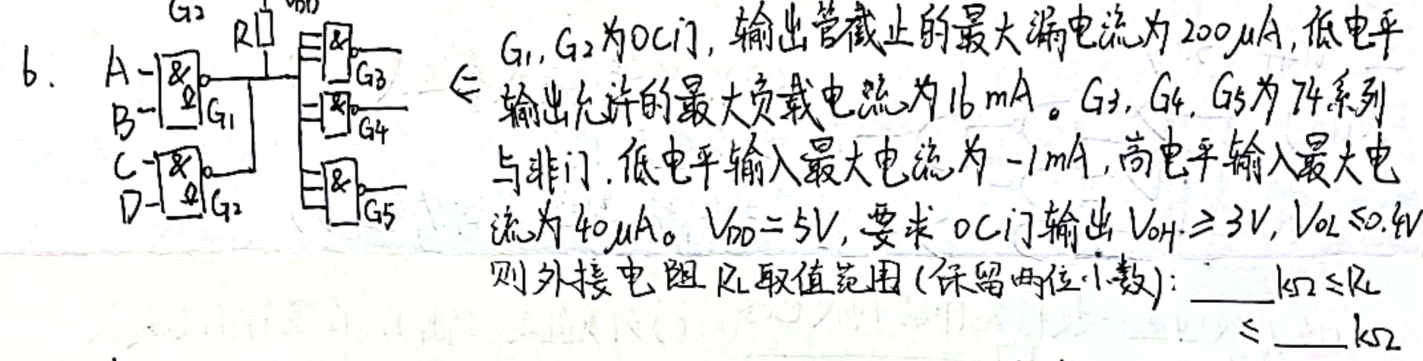 G2
R
VDD
6.
A
B
C
D
&
G1
&
G2
&
G3
&
G4
&
G5
G1, G2为OC门, 输出管截止的最大漏电流为200μA, 低电平
输出允许的最大负载电流为16 mA。G3, G4, G5为74系列
与非门, 低电平输入最大电流为 -1mA, 高电平输入最大电
流为40μA。VDD=5V, 要求 OC门输出 VOH≥3V, VOL≤0.4V
则外接电阻 RL取值范围(保留两位小数): ____kΩ≤RL
≤ ____kΩ